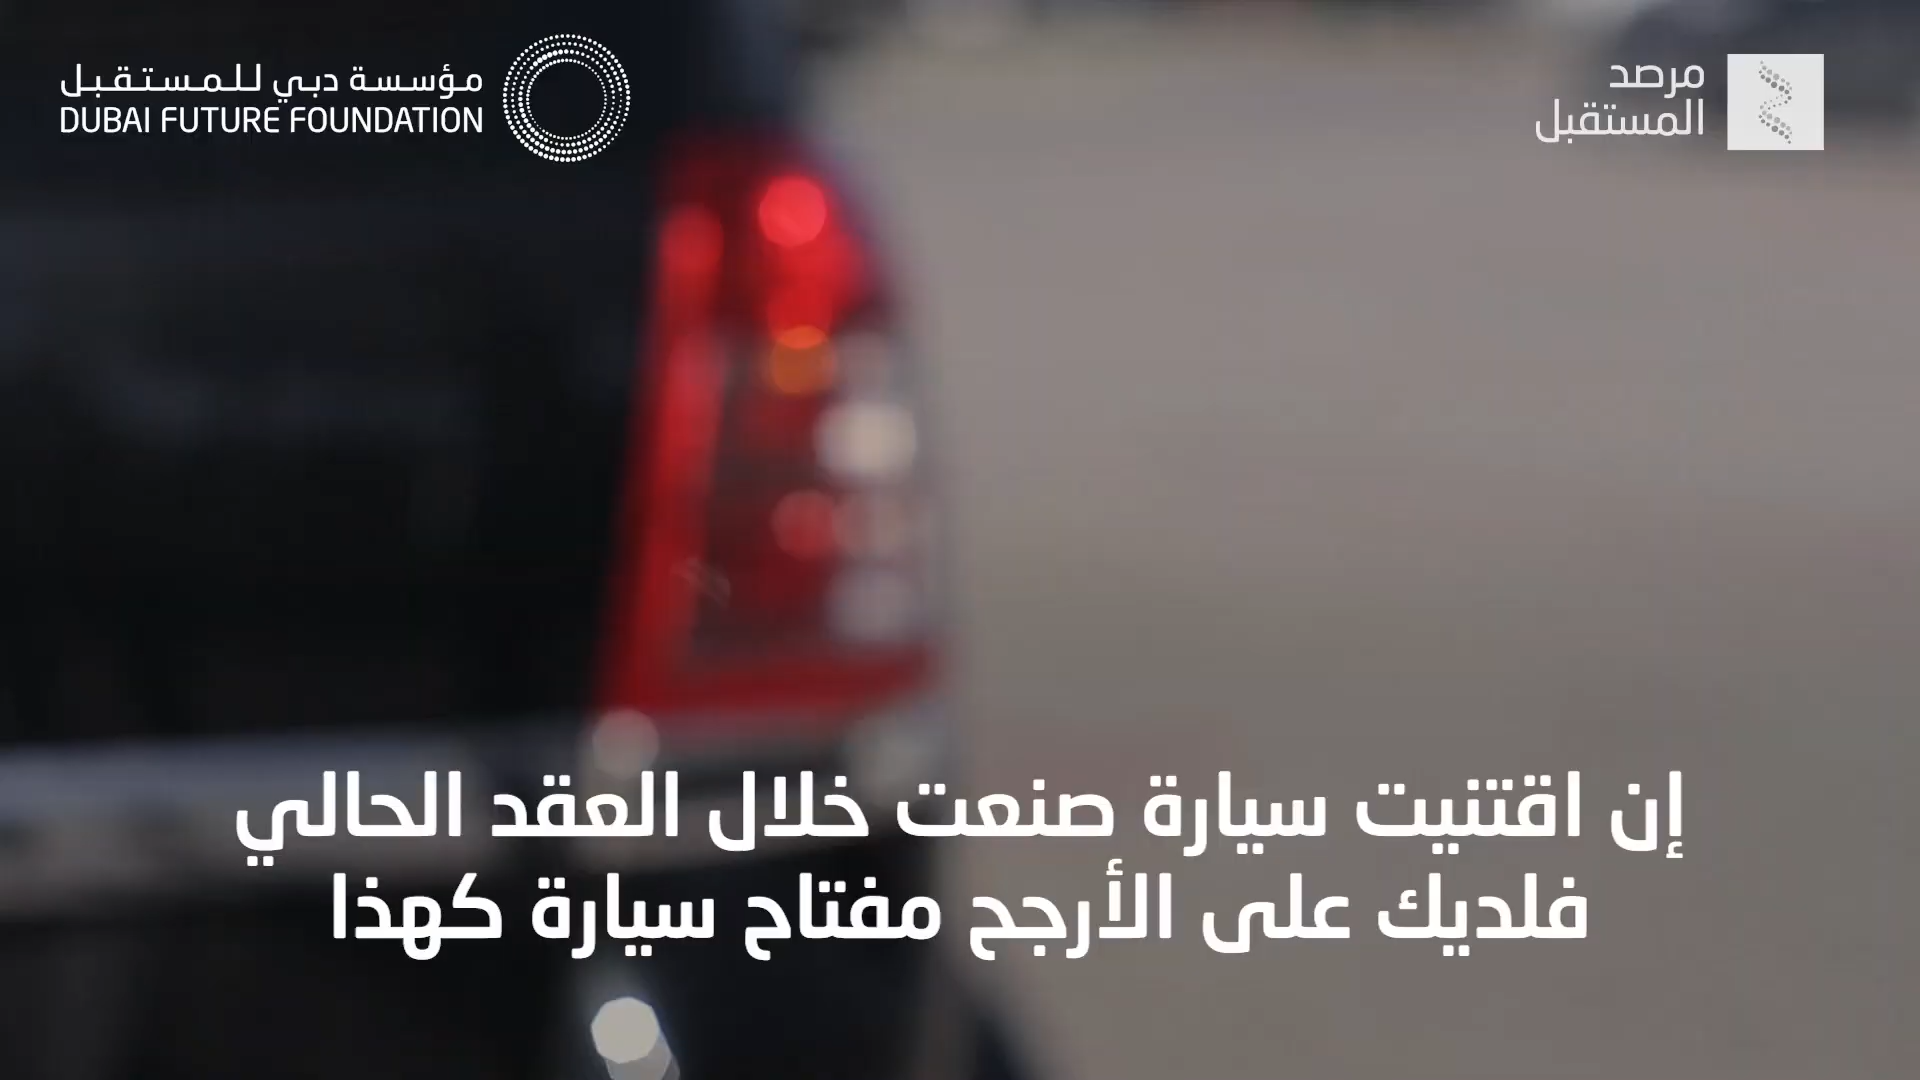 مؤسسة دبي للمستقبل
DUBAI FUTURE FOUNDATION
مرصد
المستقبل
إن اقتنيت سيارة صنعت خلال العقد الحالي
فلديك على الأرجح مفتاح سيارة كهذا